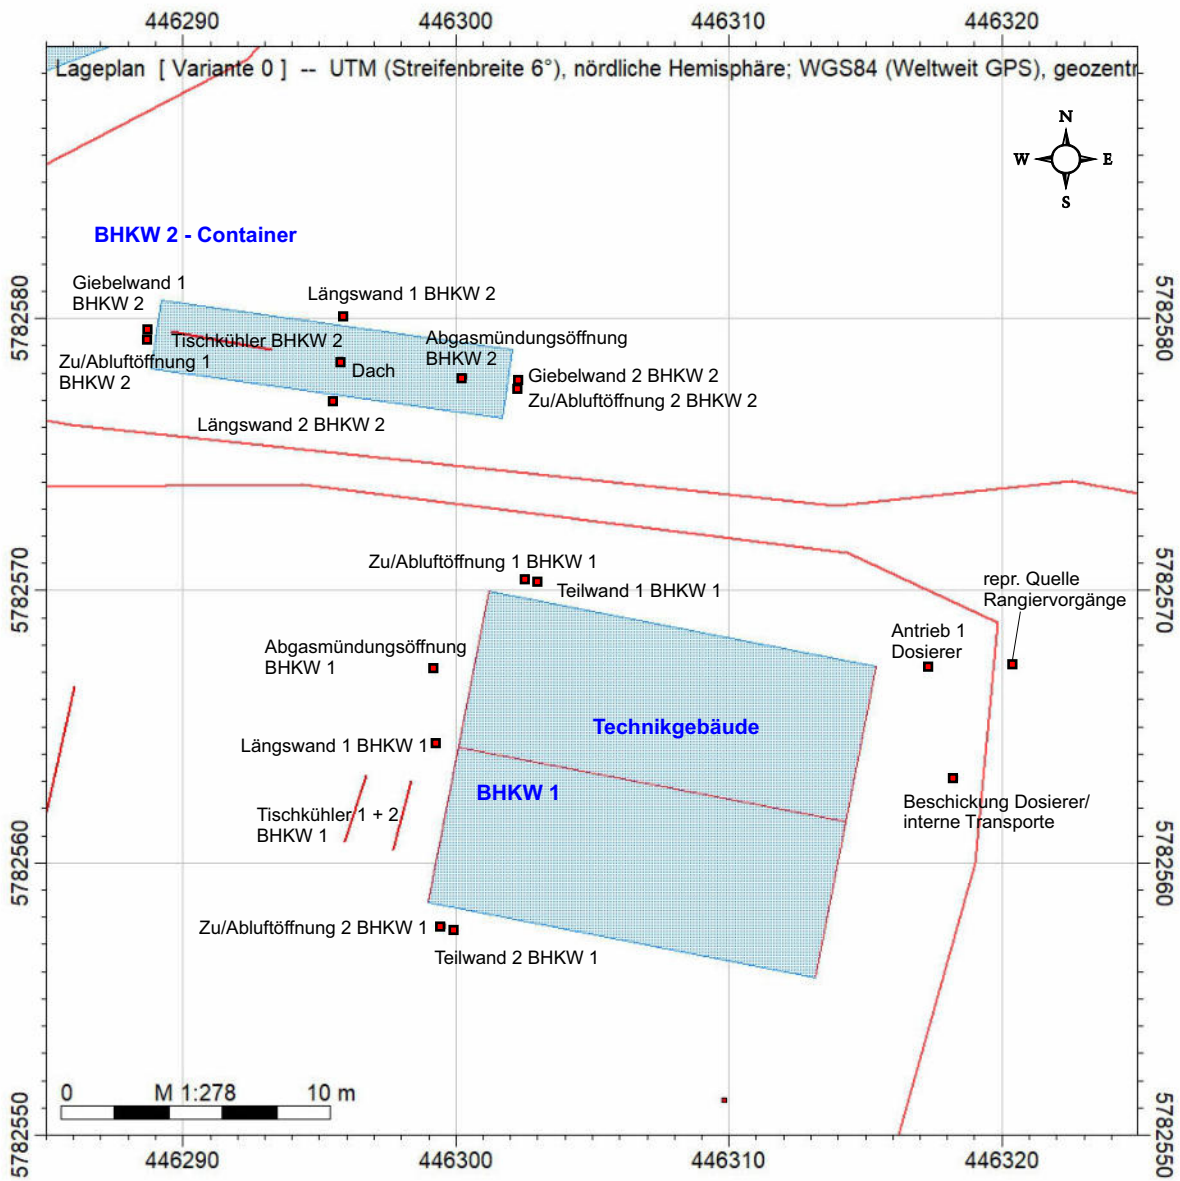 446290
446300
446310
446320
Lageplan [ Variante 0 ] -- UTM (Streifenbreite 6°), nördliche Hemisphäre; WGS84 (Weltweit GPS), geozentr
N
W
E
S
BHKW 2 - Container
Giebelwand 1
BHKW 2
Längswand 1 BHKW 2
5782580
5782580
Tischkühler BHKW 2
Abgasmündungsöffnung
BHKW 2
Zu/Abluftöffnung 1
BHKW 2
Dach
Giebelwand 2 BHKW 2
Zu/Abluftöffnung 2 BHKW 2
Längswand 2 BHKW 2
Zu/Abluftöffnung 1 BHKW 1
Teilwand 1 BHKW 1
5782570
5782570
repr. Quelle
Rangiervorgänge
Antrieb 1
Dosierer
Abgasmündungsöffnung
BHKW 1
Technikgebäude
Längswand 1 BHKW 1
BHKW 1
Tischkühler 1 + 2
BHKW 1
Beschickung Dosierer/
interne Transporte
5782560
5782560
Zu/Abluftöffnung 2 BHKW 1
Teilwand 2 BHKW 1
0
M 1:278
10 m
5782550
5782550
446290
446300
446310
446320